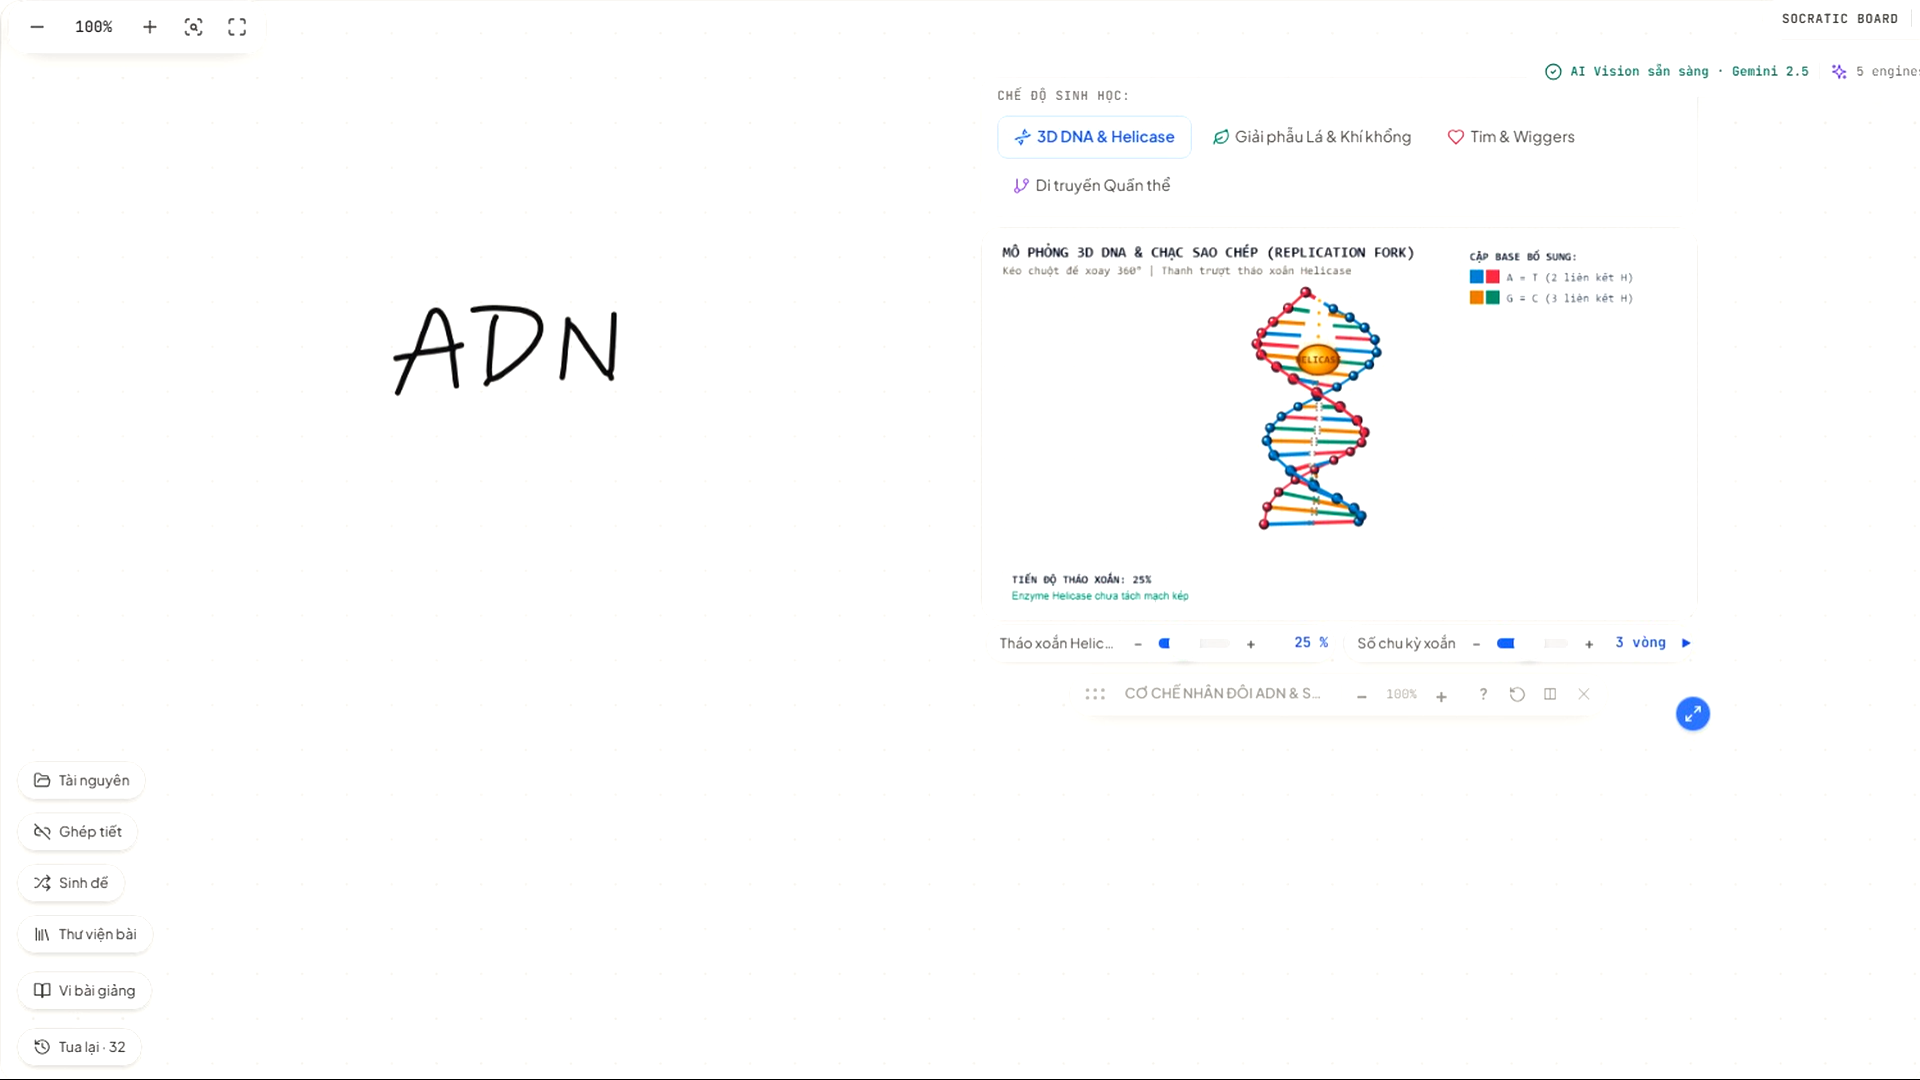 100%
SOCRATIC BOARD
AI Vision sẵn sàng · Gemini 2.5
5 engines
CHẾ ĐỘ SINH HỌC:
3D DNA & Helicase
Giải phẫu Lá & Khí khổng
Tim & Wiggers
Di truyền Quần thể
MÔ PHỎNG 3D DNA & CHẠC SAO CHÉP (REPLICATION FORK)
Kéo chuột để xoay 360° | Thanh trượt tháo xoắn Helicase
CẶP BASE BỔ SUNG:
A = T (2 liên kết H)
G ≡ C (3 liên kết H)
HELICASE
ADN
TIẾN ĐỘ THÁO XOẮN: 25%
Enzyme Helicase chưa tách mạch kép
Tháo xoắn Helic... − + 25 %
Số chu kỳ xoắn − + 3 vòng
CƠ CHẾ NHÂN ĐÔI ADN & S... − 100% + ?
Tài nguyên
Ghép tiết
Sinh đề
Thư viện bài
Vi bài giảng
Tua lại · 32